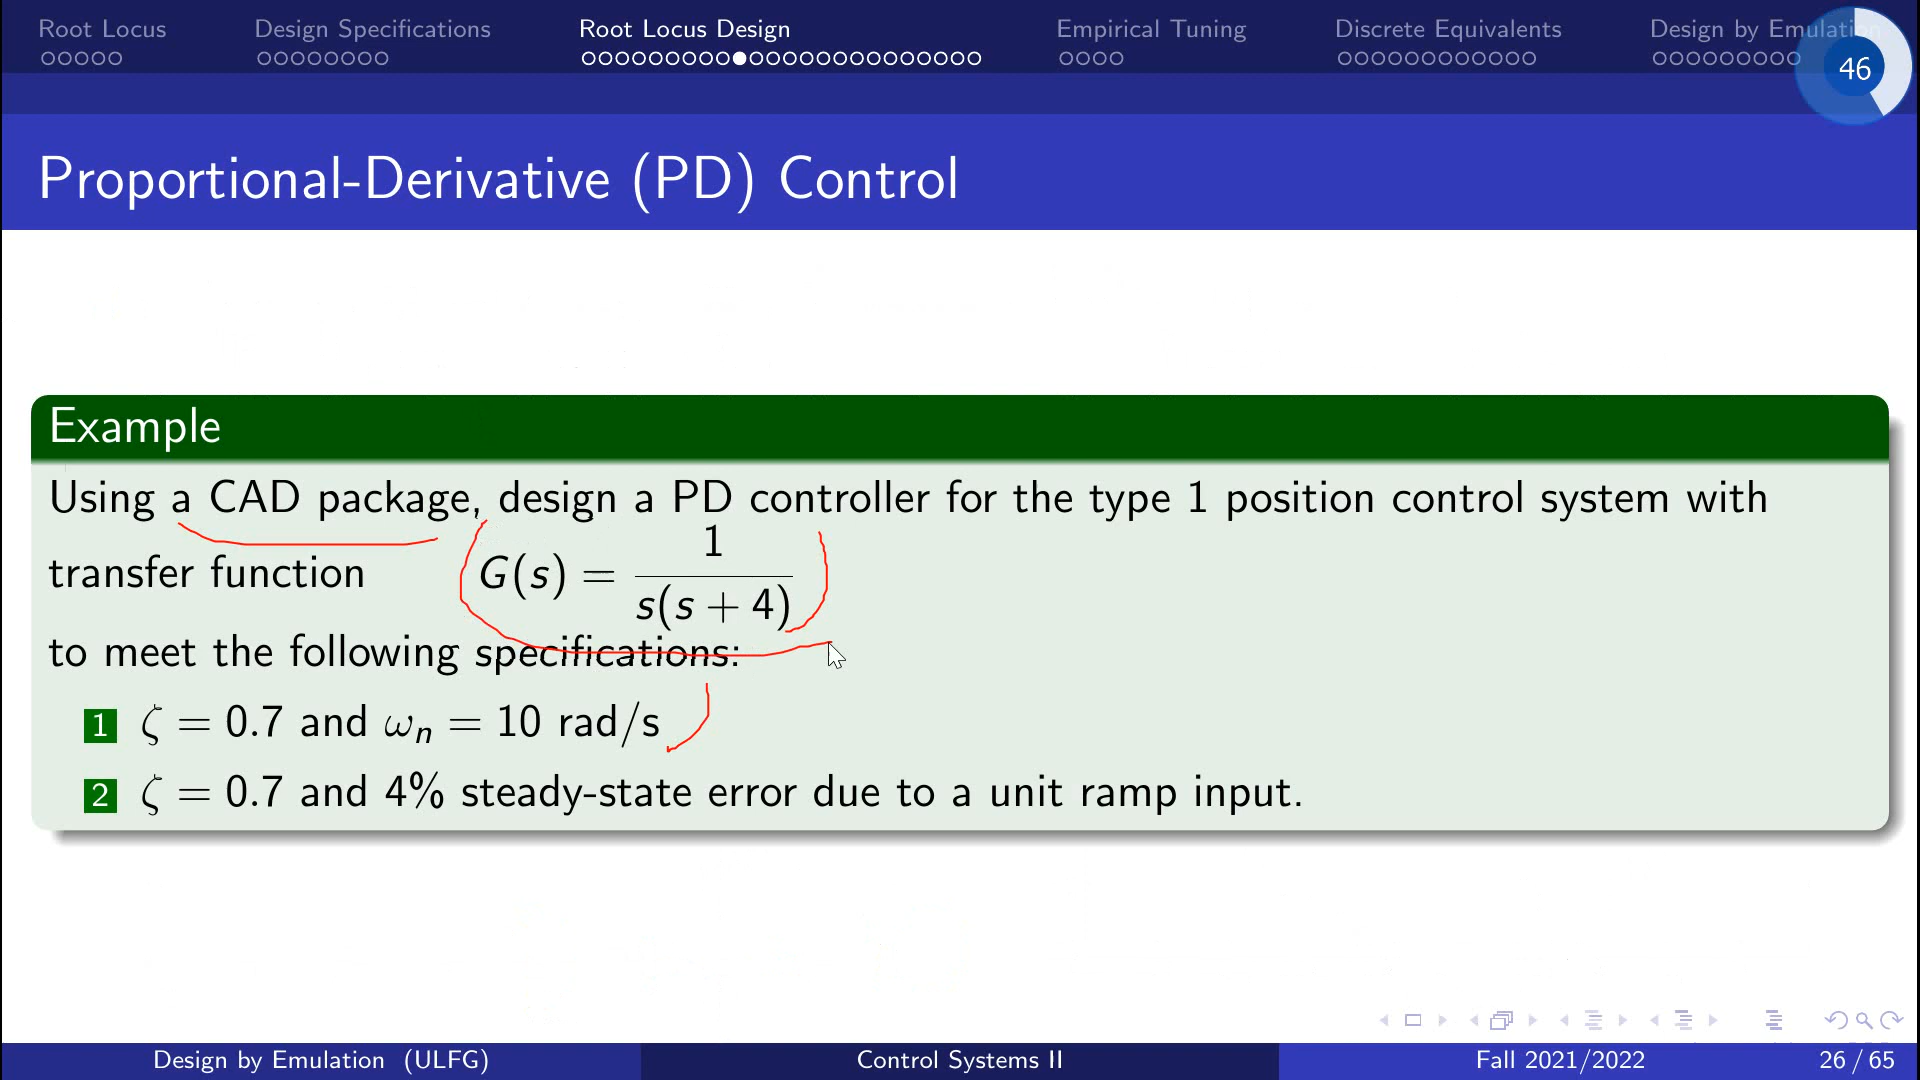 Root Locus Design Specifications Root Locus Design Empirical Tuning Discrete Equivalents Design by Emulation
46
Proportional-Derivative (PD) Control
Example
Using a CAD package, design a PD controller for the type 1 position control system with
transfer function G(s) = 1 / s(s + 4)
to meet the following specifications:
1 ζ = 0.7 and ωn = 10 rad/s
2 ζ = 0.7 and 4% steady-state error due to a unit ramp input.
Design by Emulation (ULFG) Control Systems II Fall 2021/2022 26 / 65